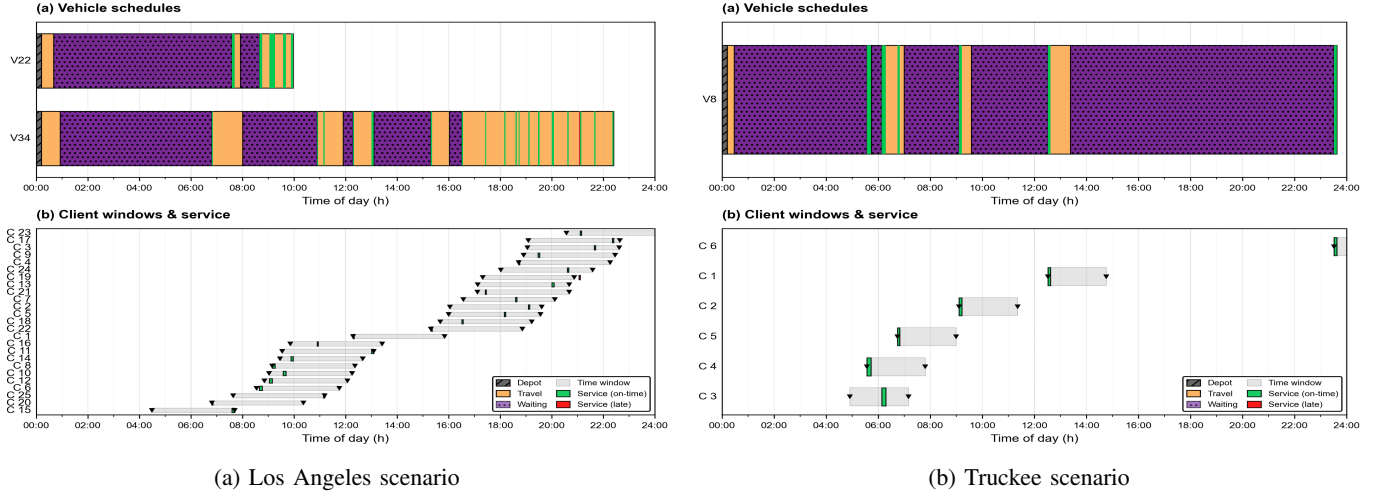 (a) Vehicle schedules
V22
V34
00:00 02:00 04:00 06:00 08:00 10:00 12:00 14:00 16:00 18:00 20:00 22:00 24:00
Time of day (h)
(b) Client windows & service
C 23
C 17
C 3
C 9
C 4
C 24
C 19
C 13
C 21
C 7
C 2
C 5
C 18
C 22
C 1
C 16
C 11
C 14
C 8
C 10
C 12
C 6
C 25
C 20
C 15
Depot
Travel
Waiting
Time window
Service (on-time)
Service (late)
00:00 02:00 04:00 06:00 08:00 10:00 12:00 14:00 16:00 18:00 20:00 22:00 24:00
Time of day (h)
(a) Los Angeles scenario
(a) Vehicle schedules
V8
00:00 02:00 04:00 06:00 08:00 10:00 12:00 14:00 16:00 18:00 20:00 22:00 24:00
Time of day (h)
(b) Client windows & service
C 6
C 1
C 2
C 5
C 4
C 3
Depot
Travel
Waiting
Time window
Service (on-time)
Service (late)
00:00 02:00 04:00 06:00 08:00 10:00 12:00 14:00 16:00 18:00 20:00 22:00 24:00
Time of day (h)
(b) Truckee scenario